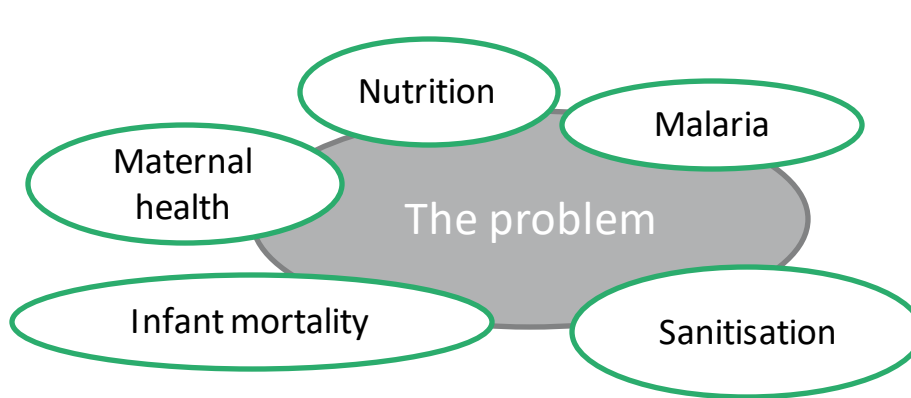 Nutrition
Malaria
Maternal
health
The problem
Infant mortality
Sanitisation